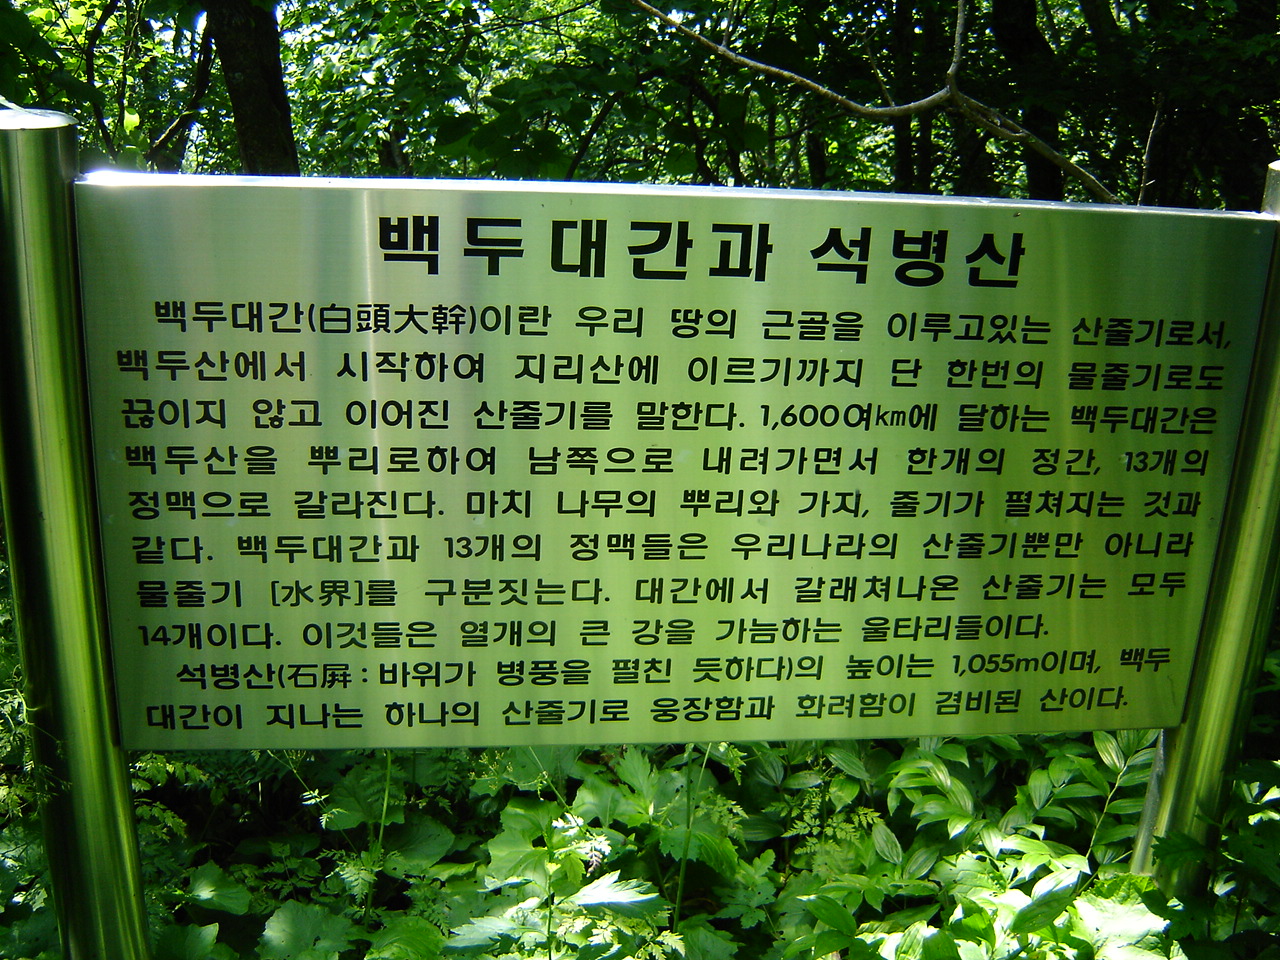 백두대간과 석병산
백두대간(白頭大幹)이란 우리 땅의 근골을 이루고있는 산줄기로서,
백두산에서 시작하여 지리산에 이르기까지 단 한번의 물줄기로도
끊이지 않고 이어진 산줄기를 말한다. 1,600여㎞에 달하는 백두대간은
백두산을 뿌리로하여 남쪽으로 내려가면서 한개의 정간, 13개의
정맥으로 갈라진다. 마치 나무의 뿌리와 가지, 줄기가 펼쳐지는 것과
같다. 백두대간과 13개의 정맥들은 우리나라의 산줄기뿐만 아니라
물줄기 [水界]를 구분짓는다. 대간에서 갈래쳐나온 산줄기는 모두
14개이다. 이것들은 열개의 큰 강을 가늠하는 울타리들이다.
석병산(石屛 : 바위가 병풍을 펼친 듯하다)의 높이는 1,055m이며, 백두
대간이 지나는 하나의 산줄기로 웅장함과 화려함이 겸비된 산이다.